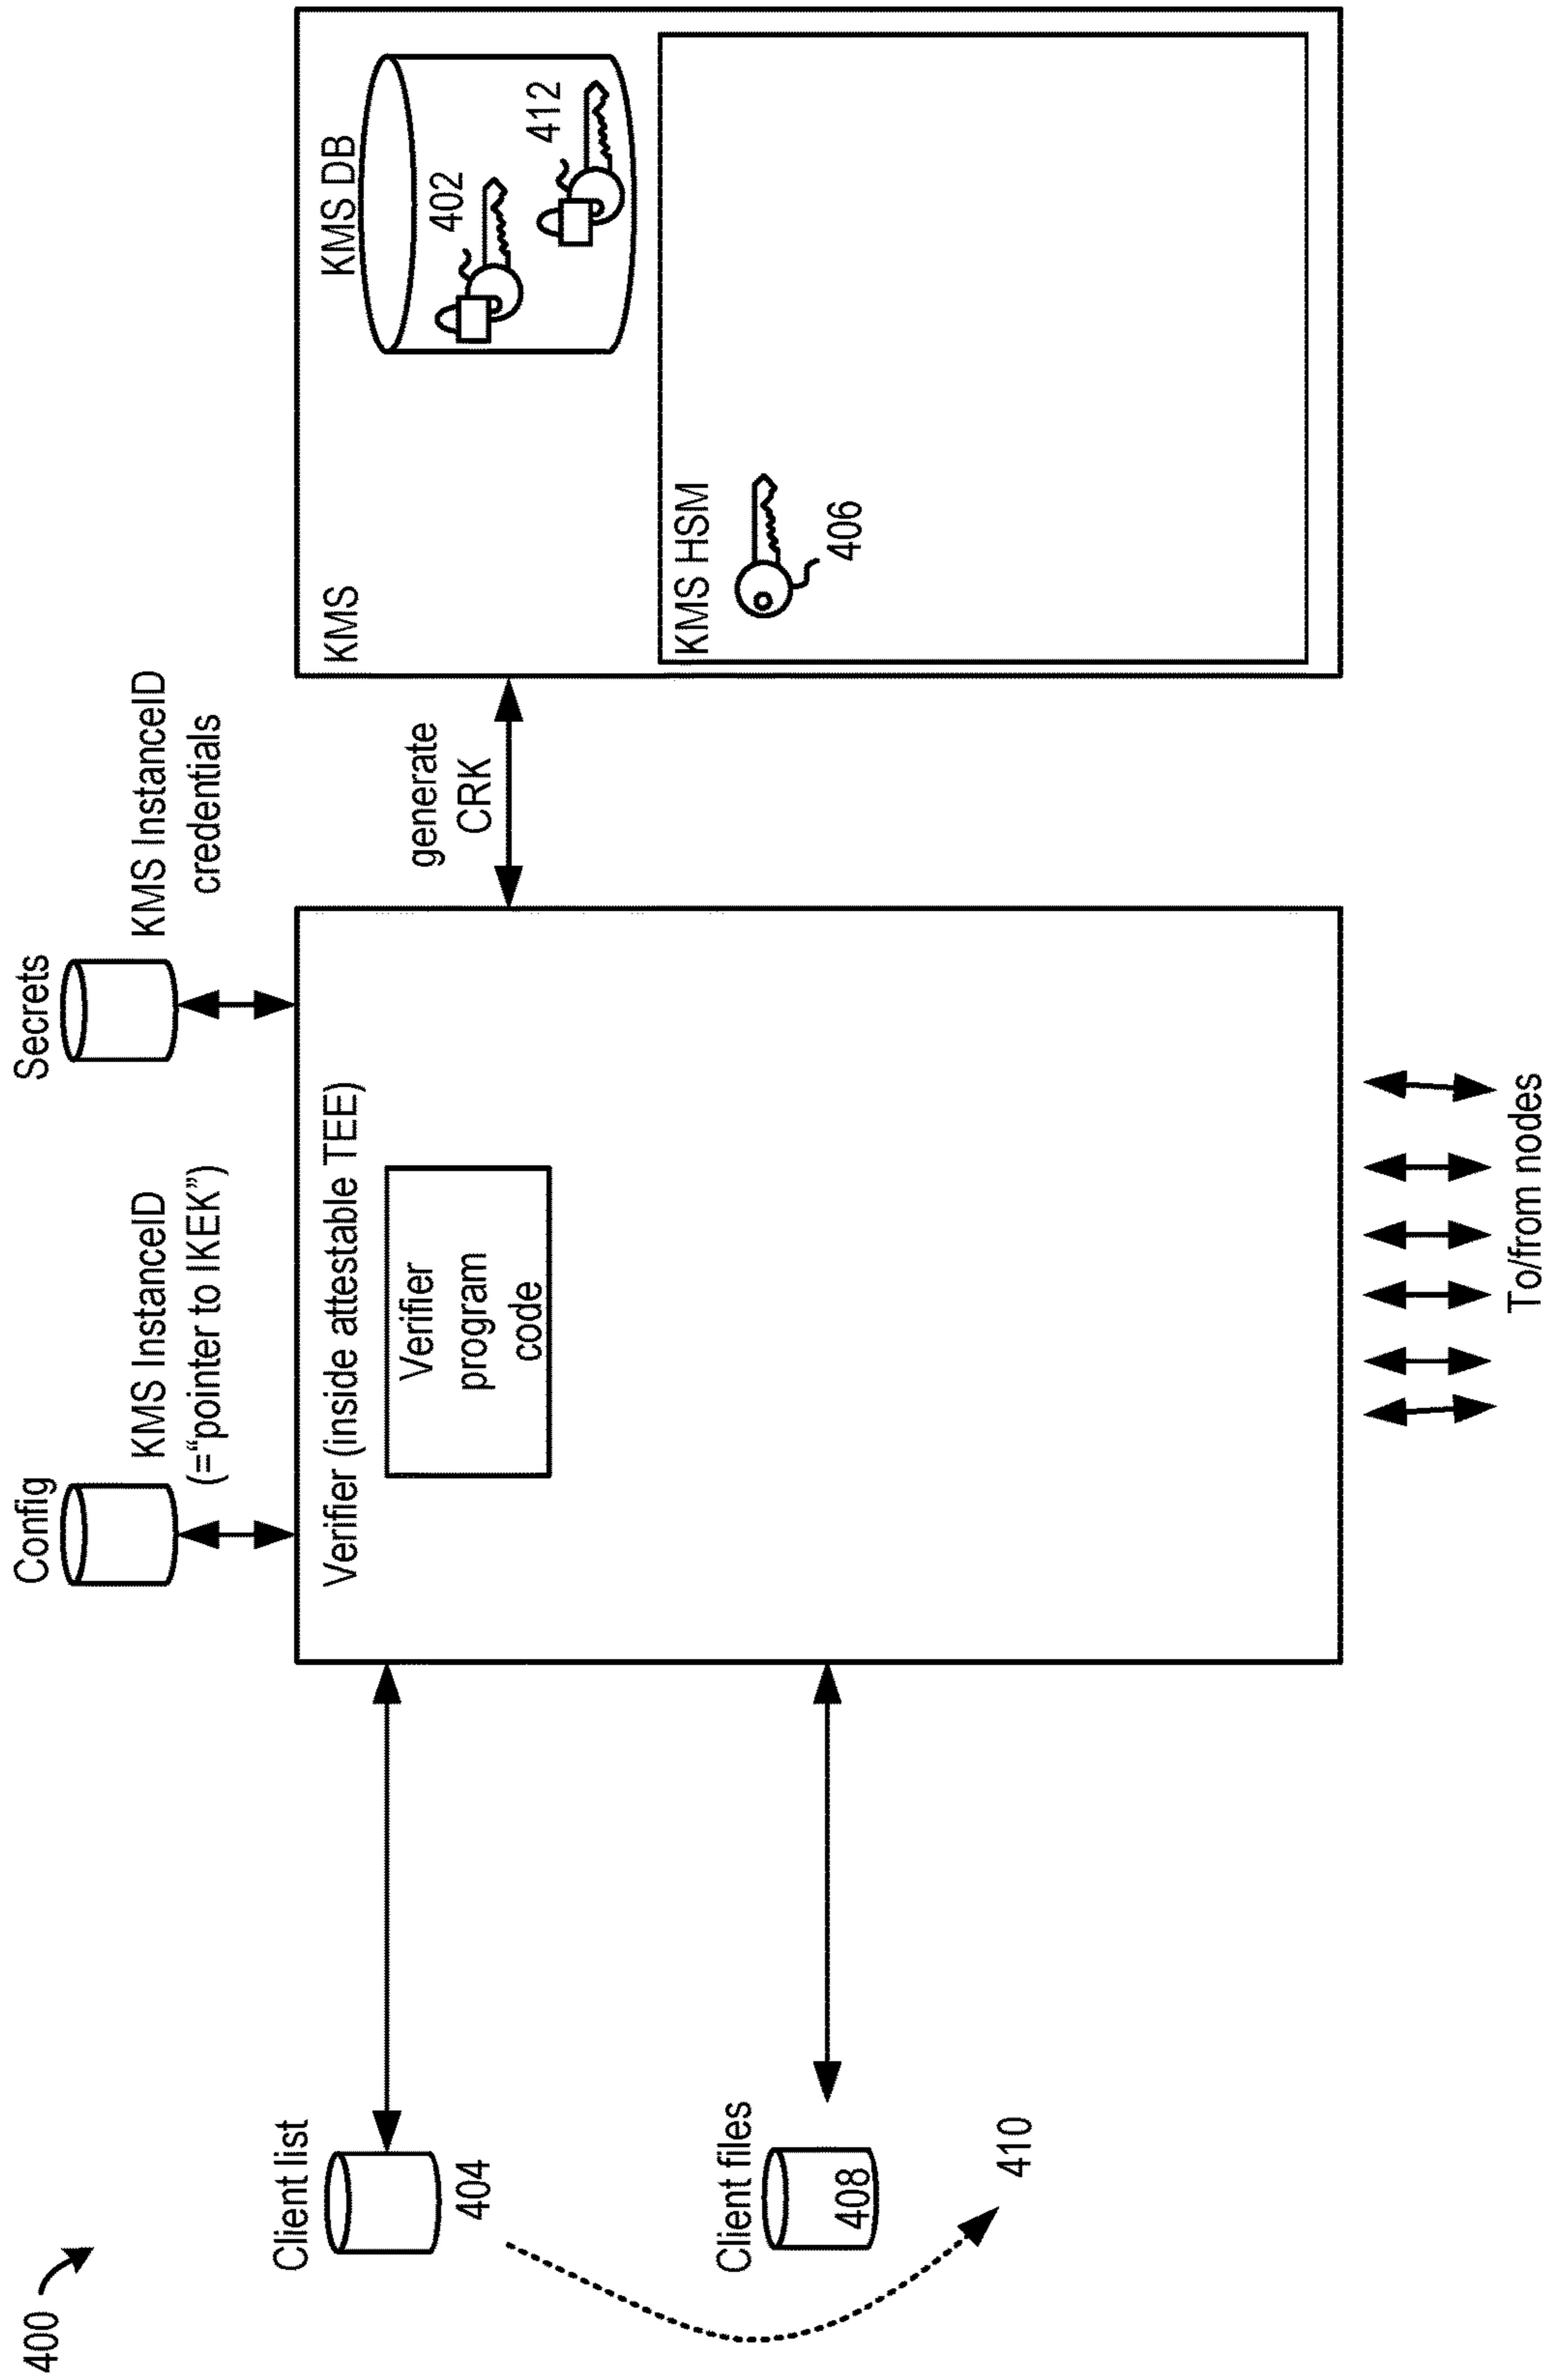 400
Config
Secrets
KMS InstanceID
(=“pointer to IKEK”)
KMS InstanceID
credentials
Client list
404
Client files
408
410
Verifier (inside attestable TEE)
Verifier
program
code
generate
CRK
KMS
KMS DB
402
412
KMS HSM
406
To/from nodes